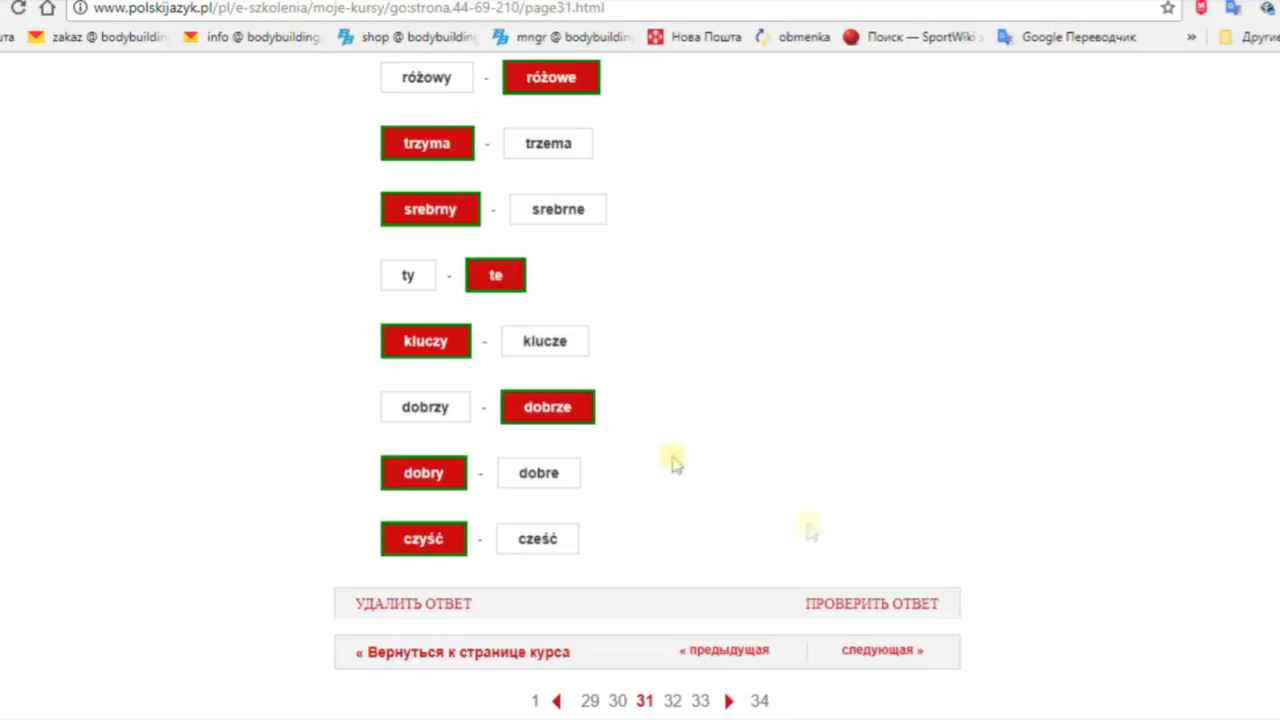 www.polskijazyk.pl/pl/e-szkolenia/moje-kursy/go:strona.44-69-210/page31.html
та zakaz @ bodybuildin info @ bodybuilding. shop @ bodybuilding mngr @ bodybuildin Нова Пошта obmenka Поиск — SportWiki Google Переводчик » Другие
różowy - różowe
trzyma - trzema
srebrny - srebrne
ty - te
kluczy - klucze
dobrzy - dobrze
dobry - dobre
czyść - cześć
УДАЛИТЬ ОТВЕТ ПРОВЕРИТЬ ОТВЕТ
« Вернуться к странице курса « предыдущая следующая »
1 29 30 31 32 33 34